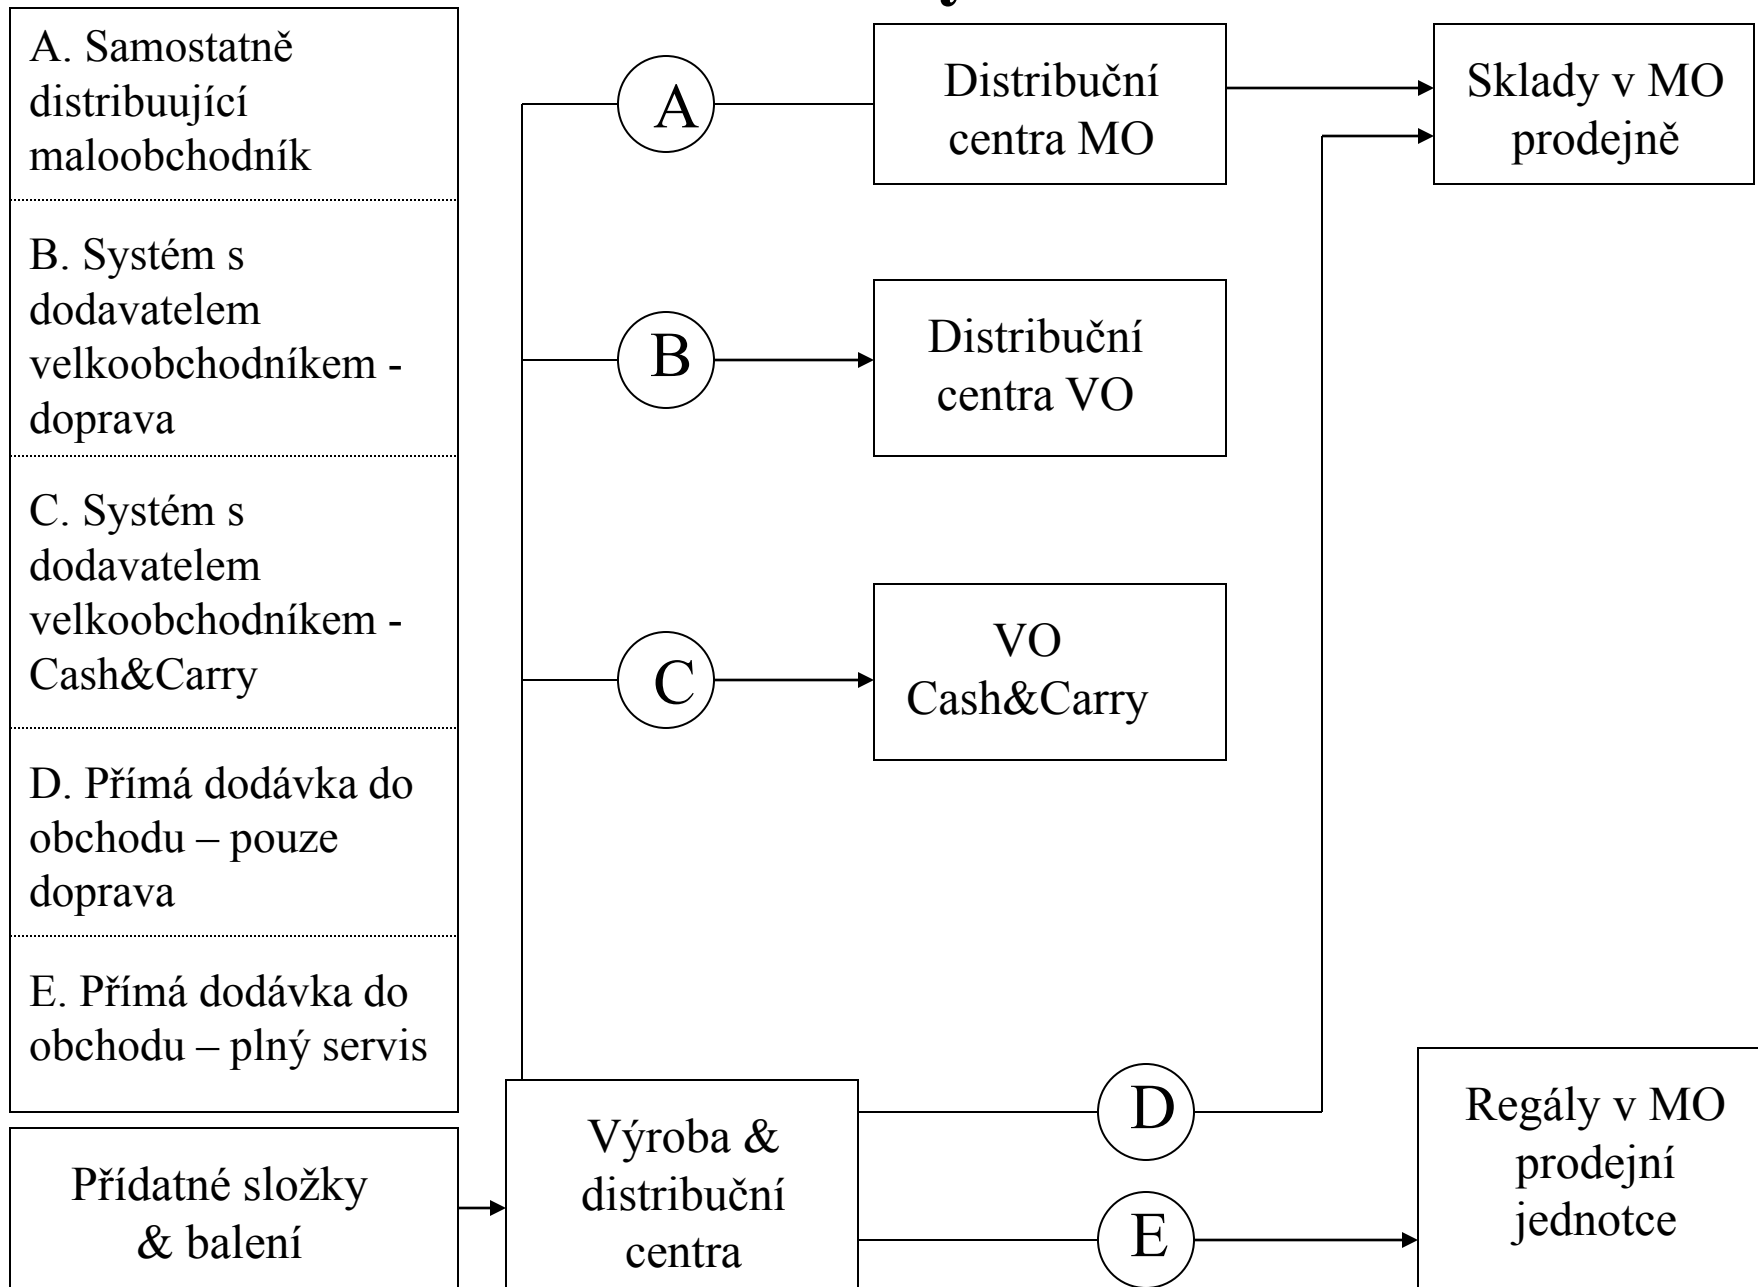 A. Samostatně
distribuující
maloobchodník
B. Systém s
dodavatelem
velkoobchodníkem -
doprava
C. Systém s
dodavatelem
velkoobchodníkem -
Cash&Carry
D. Přímá dodávka do
obchodu – pouze
doprava
E. Přímá dodávka do
obchodu – plný servis
Přídatné složky
& balení
A
Distribuční
centra MO
Sklady v MO
prodejně
B
Distribuční
centra VO
C
VO
Cash&Carry
Výroba &
distribuční
centra
D
E
Regály v MO
prodejní
jednotce